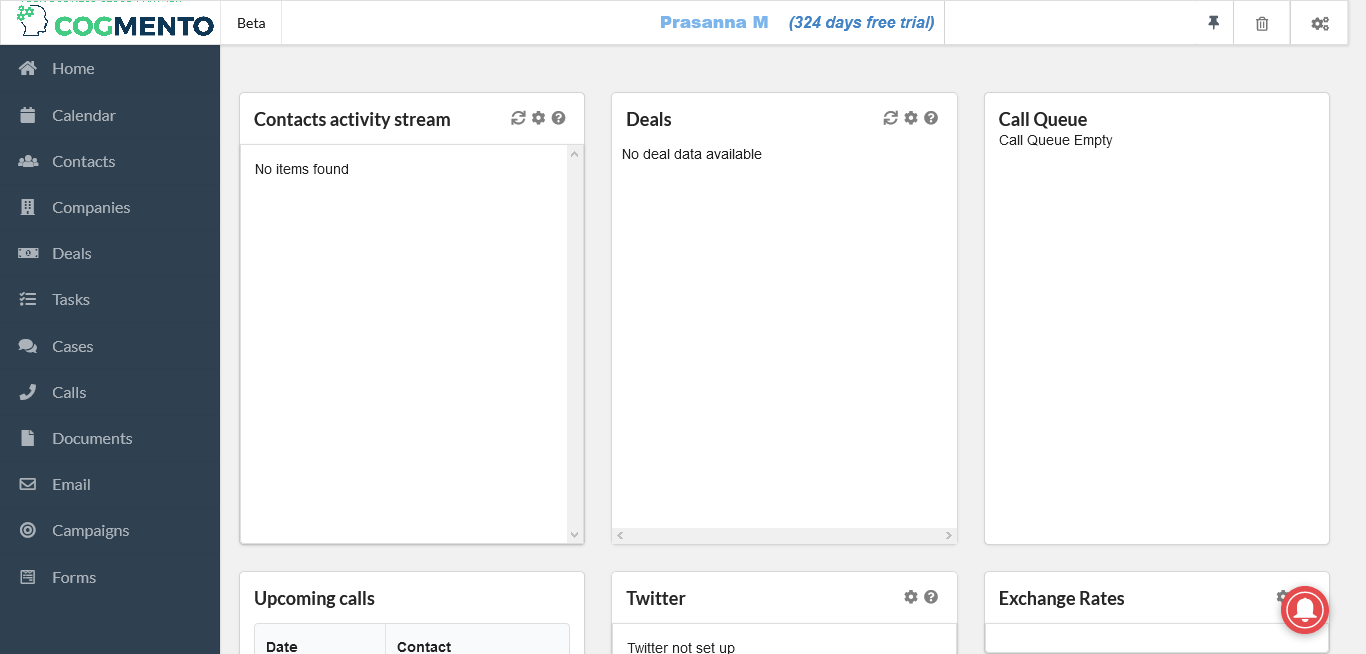 COGMENTO
Beta
Prasanna M (324 days free trial)
Home
Calendar
Contacts
Companies
Deals
Tasks
Cases
Calls
Documents
Email
Campaigns
Forms
Contacts activity stream
No items found
Deals
No deal data available
Call Queue
Call Queue Empty
Upcoming calls
Date Contact
Twitter
Twitter not set up
Exchange Rates